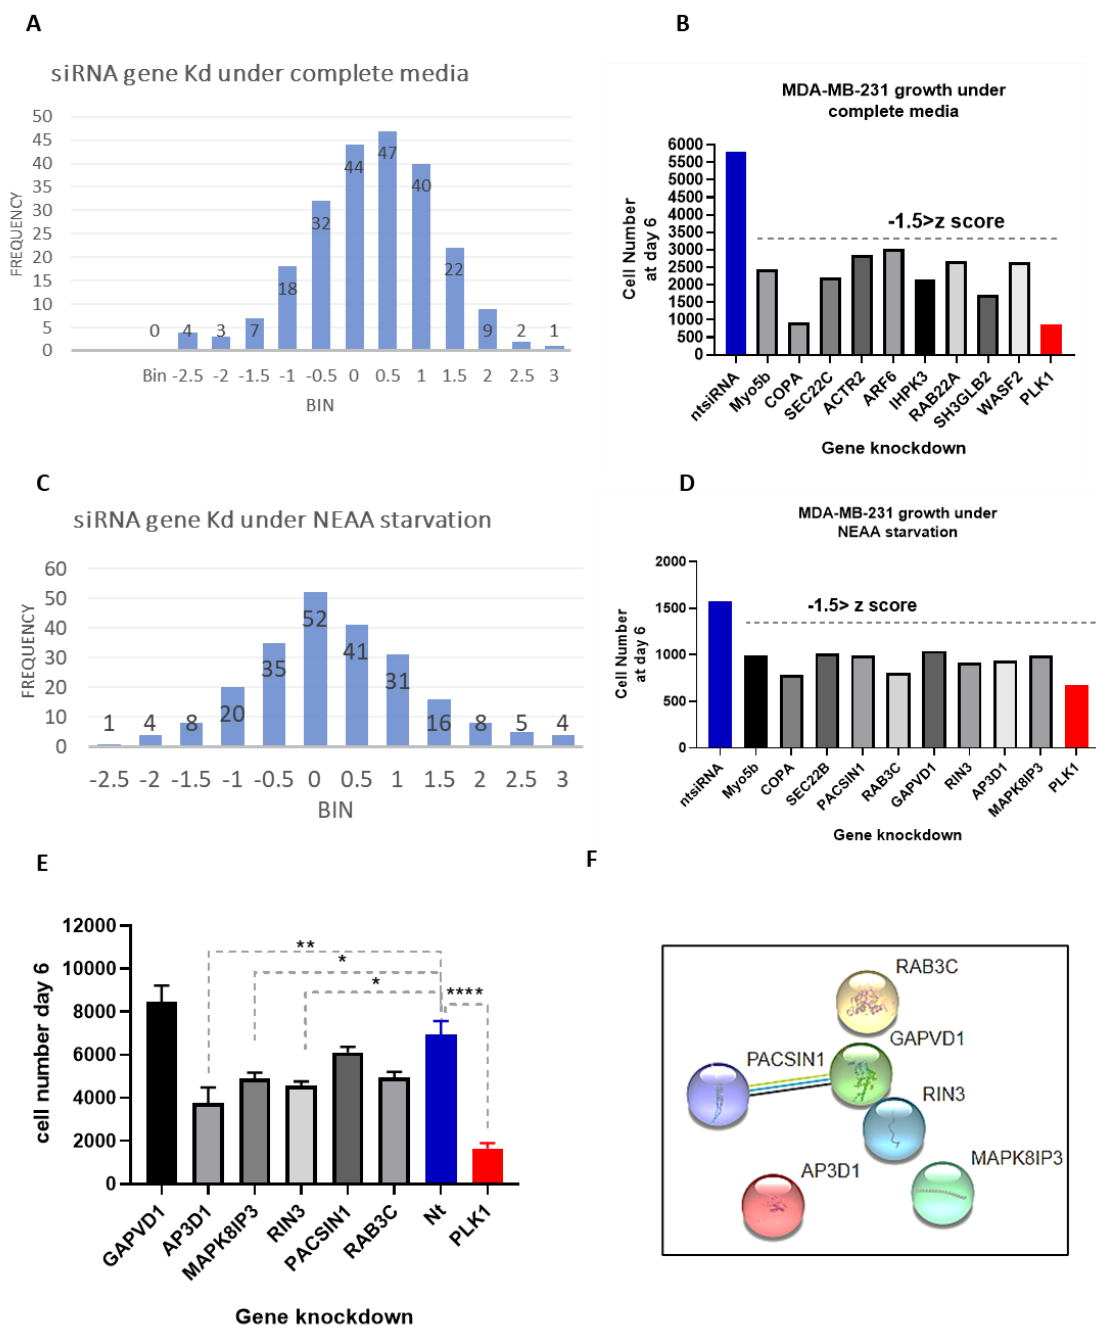 A
siRNA gene Kd under complete media
50
45
40
35
30
25
20
15
10
5
0
FREQUENCY
0
4
3
7
18
32
44
47
40
22
9
2
1
Bin -2.5 -2 -1.5 -1 -0.5 0 0.5 1 1.5 2 2.5 3
BIN
B
MDA-MB-231 growth under
complete media
6000
5500
5000
4500
4000
3500
3000
2500
2000
1500
1000
500
0
Cell Number
at day 6
-1.5>z score
ntsiRNA
Myo5b
COPA
SEC22C
ACTR2
ARF6
IHPK3
RAB22A
SH3GLB2
WASF2
PLK1
Gene knockdown
C
siRNA gene Kd under NEAA starvation
60
50
40
30
20
10
0
FREQUENCY
1
4
8
20
35
52
41
31
16
8
5
4
-2.5 -2 -1.5 -1 -0.5 0 0.5 1 1.5 2 2.5 3
BIN
D
MDA-MB-231 growth under
NEAA starvation
2000
1500
1000
500
0
Cell Number
at day 6
-1.5> z score
ntsiRNA
Myo5b
COPA
SEC22B
PACSIN1
RAB3C
GAPVD1
RIN3
AP3D1
MAPK8IP3
PLK1
Gene knockdown
E
12000
10000
8000
6000
4000
2000
0
cell number day 6
**
*
*
****
GAPVD1
AP3D1
MAPK8IP3
RIN3
PACSIN1
RAB3C
Nt
PLK1
Gene knockdown
F
RAB3C
GAPVD1
PACSIN1
RIN3
MAPK8IP3
AP3D1